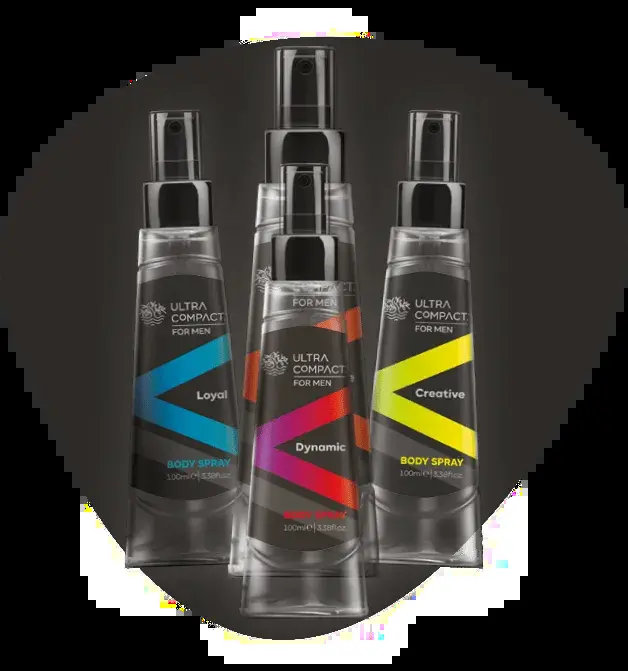 ULTRA
COMPACT
FOR MEN
Loyal
BODY SPRAY
100ml℮|3.38fl.oz.
COMPACT
FOR MEN
ULTRA
COMPACT
FOR MEN
Dynamic
BODY SPRAY
100ml℮|3.38fl.oz.
ULTRA
COMPACT
FOR MEN
Creative
BODY SPRAY
100ml℮|3.38fl.oz.